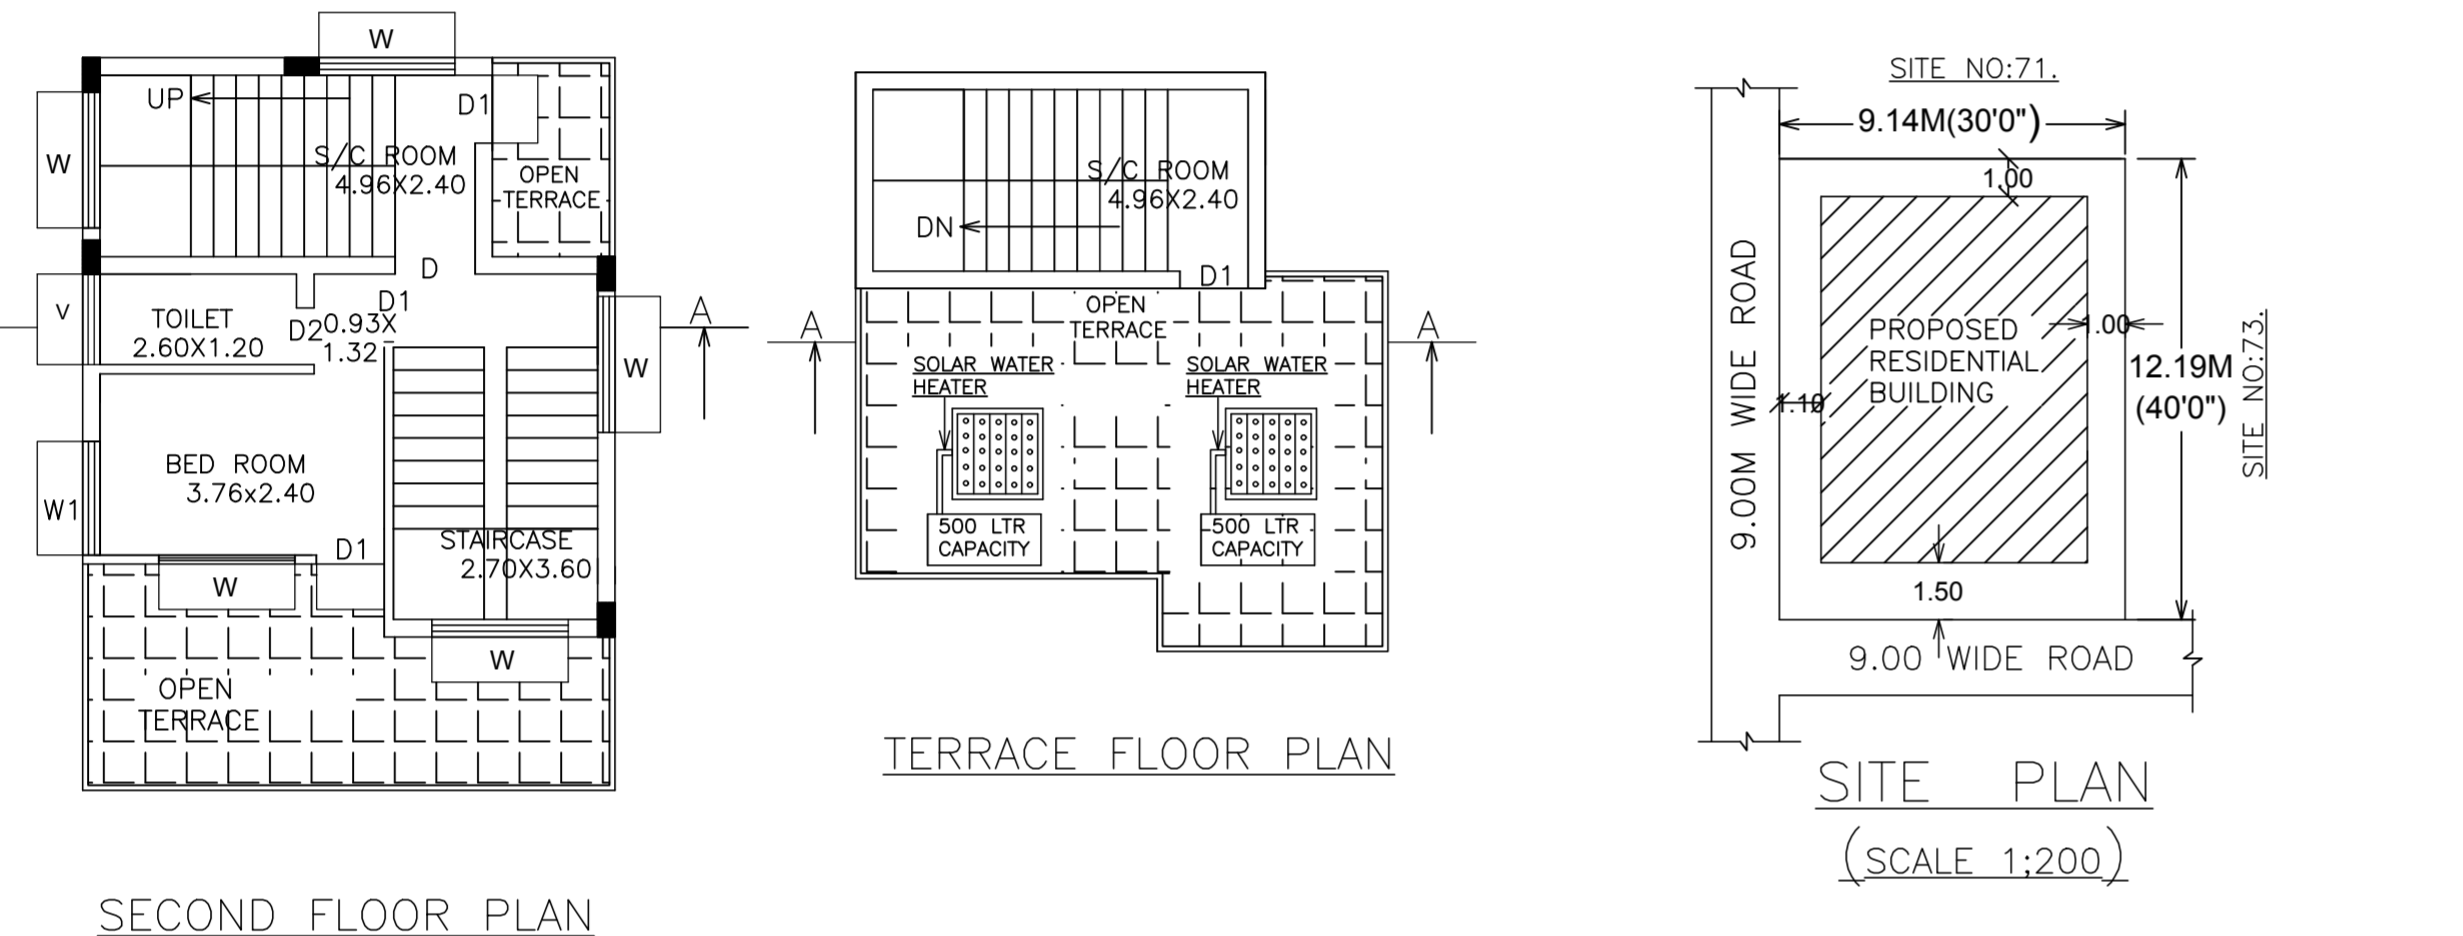 W
UP
D1
W
S/C ROOM
4.96X2.40
OPEN
TERRACE
D
V
TOILET
2.60X1.20
D1
D2
0.93X
1.32
A
W
BED ROOM
3.76x2.40
W1
D1
STAIRCASE
2.70X3.60
W
W
OPEN
TERRACE
SECOND FLOOR PLAN
S/C ROOM
4.96X2.40
DN
D1
OPEN
TERRACE
A
A
SOLAR WATER
HEATER
SOLAR WATER
HEATER
500 LTR
CAPACITY
500 LTR
CAPACITY
TERRACE FLOOR PLAN
SITE NO:71.
9.14M(30'0")
1.00
9.00M WIDE ROAD
PROPOSED
RESIDENTIAL
BUILDING
1.00
1.10
12.19M
(40'0")
SITE NO:73.
1.50
9.00 WIDE ROAD
SITE PLAN
(SCALE 1;200)